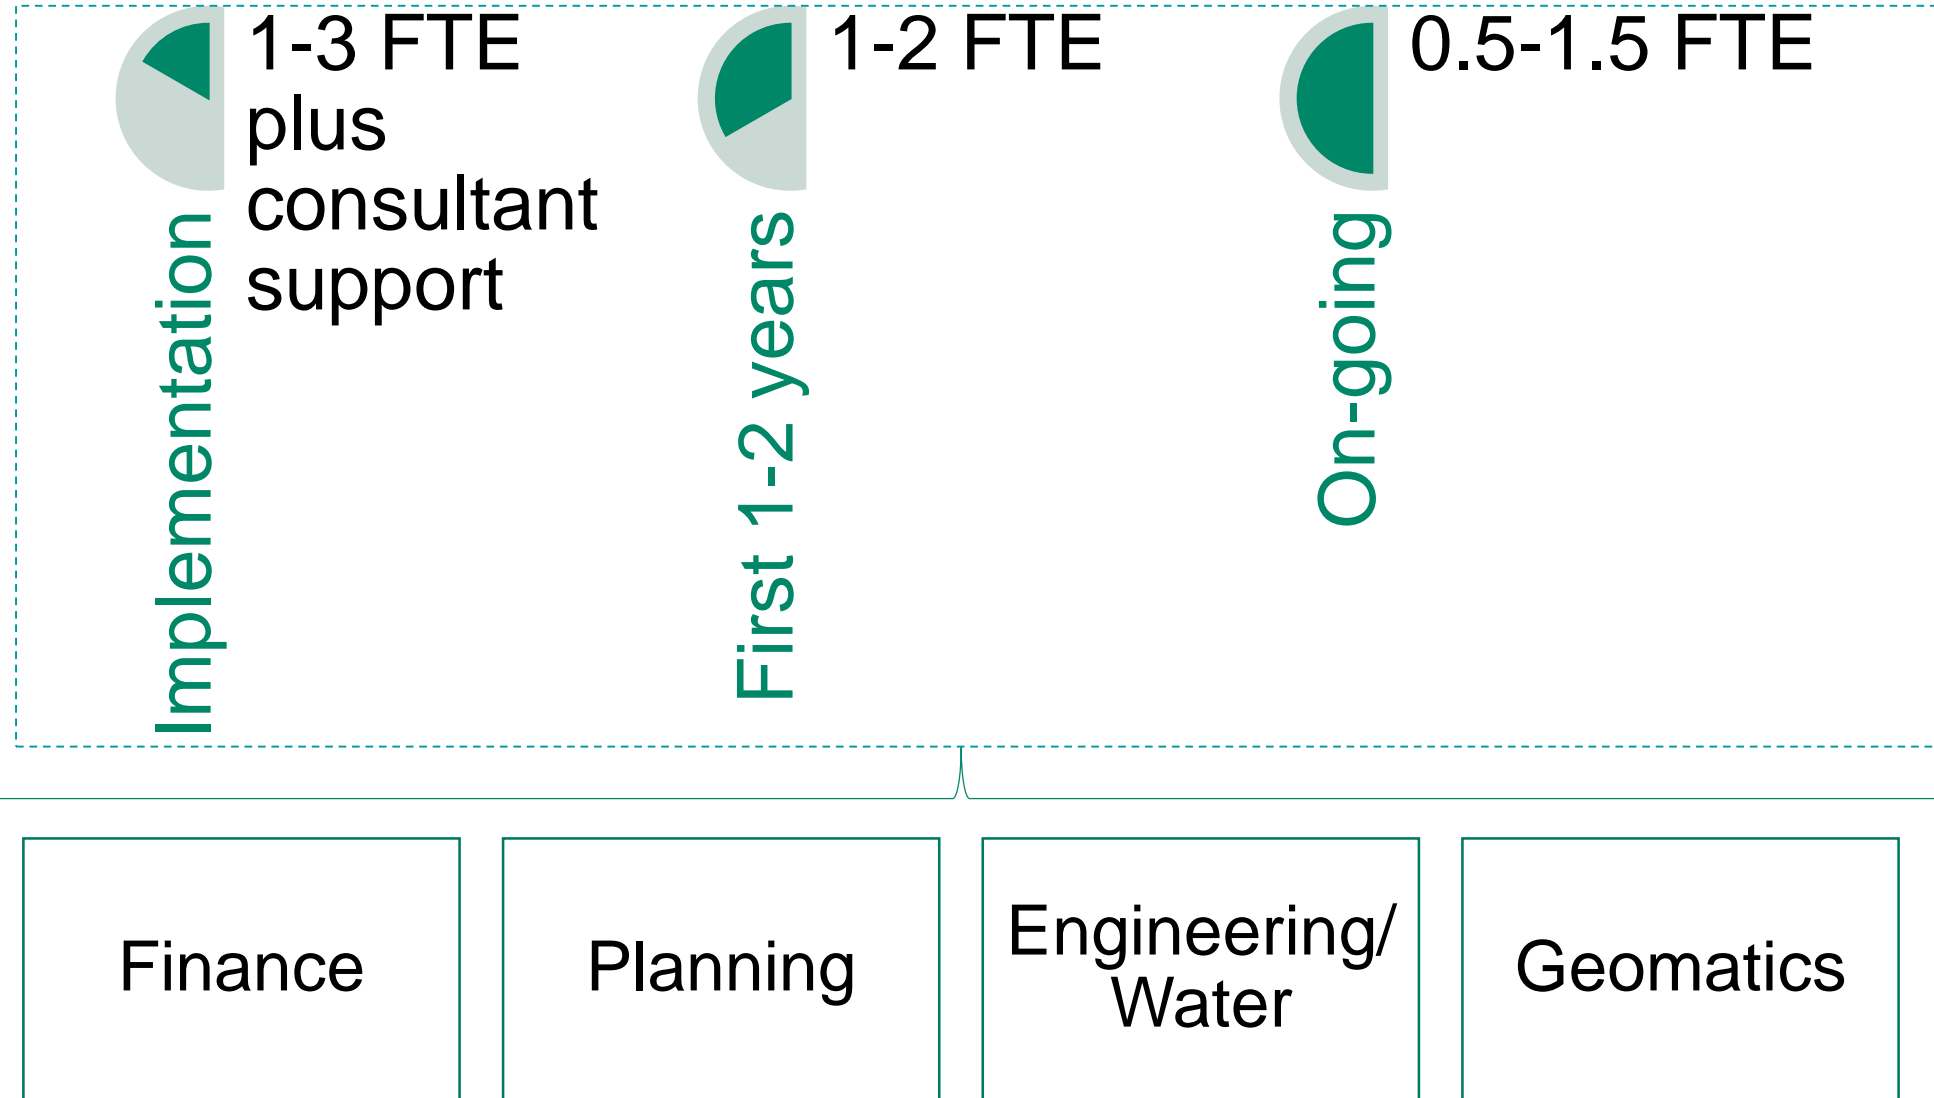 Implementation
1-3 FTE
plus
consultant
support
First 1-2 years
1-2 FTE
On-going
0.5-1.5 FTE
Finance
Planning
Engineering/
Water
Geomatics